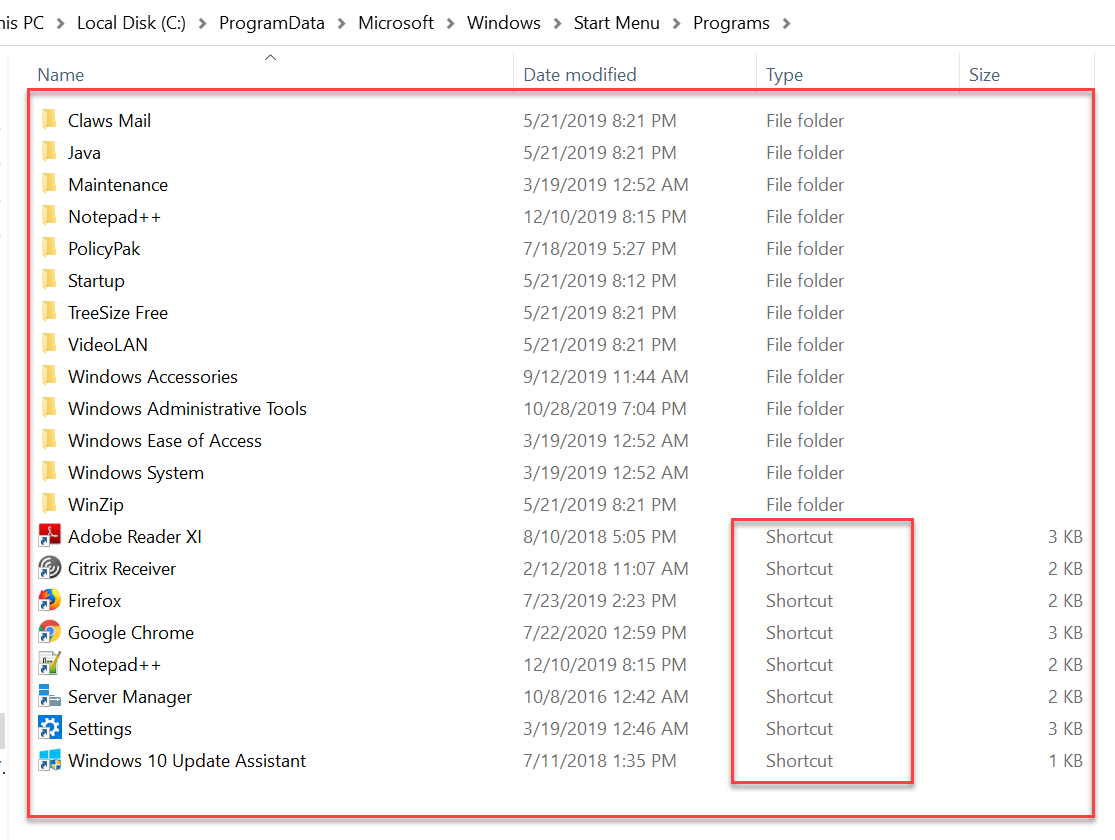 his PC > Local Disk (C:) > ProgramData > Microsoft > Windows > Start Menu > Programs >
Name Date modified Type Size
Claws Mail 5/21/2019 8:21 PM File folder
Java 5/21/2019 8:21 PM File folder
Maintenance 3/19/2019 12:52 AM File folder
Notepad++ 12/10/2019 8:15 PM File folder
PolicyPak 7/18/2019 5:27 PM File folder
Startup 5/21/2019 8:12 PM File folder
TreeSize Free 5/21/2019 8:21 PM File folder
VideoLAN 5/21/2019 8:21 PM File folder
Windows Accessories 9/12/2019 11:44 AM File folder
Windows Administrative Tools 10/28/2019 7:04 PM File folder
Windows Ease of Access 3/19/2019 12:52 AM File folder
Windows System 3/19/2019 12:52 AM File folder
WinZip 5/21/2019 8:21 PM File folder
Adobe Reader XI 8/10/2018 5:05 PM Shortcut 3 KB
Citrix Receiver 2/12/2018 11:07 AM Shortcut 2 KB
Firefox 7/23/2019 2:23 PM Shortcut 2 KB
Google Chrome 7/22/2020 12:59 PM Shortcut 3 KB
Notepad++ 12/10/2019 8:15 PM Shortcut 2 KB
Server Manager 10/8/2016 12:42 AM Shortcut 2 KB
Settings 3/19/2019 12:46 AM Shortcut 3 KB
Windows 10 Update Assistant 7/11/2018 1:35 PM Shortcut 1 KB